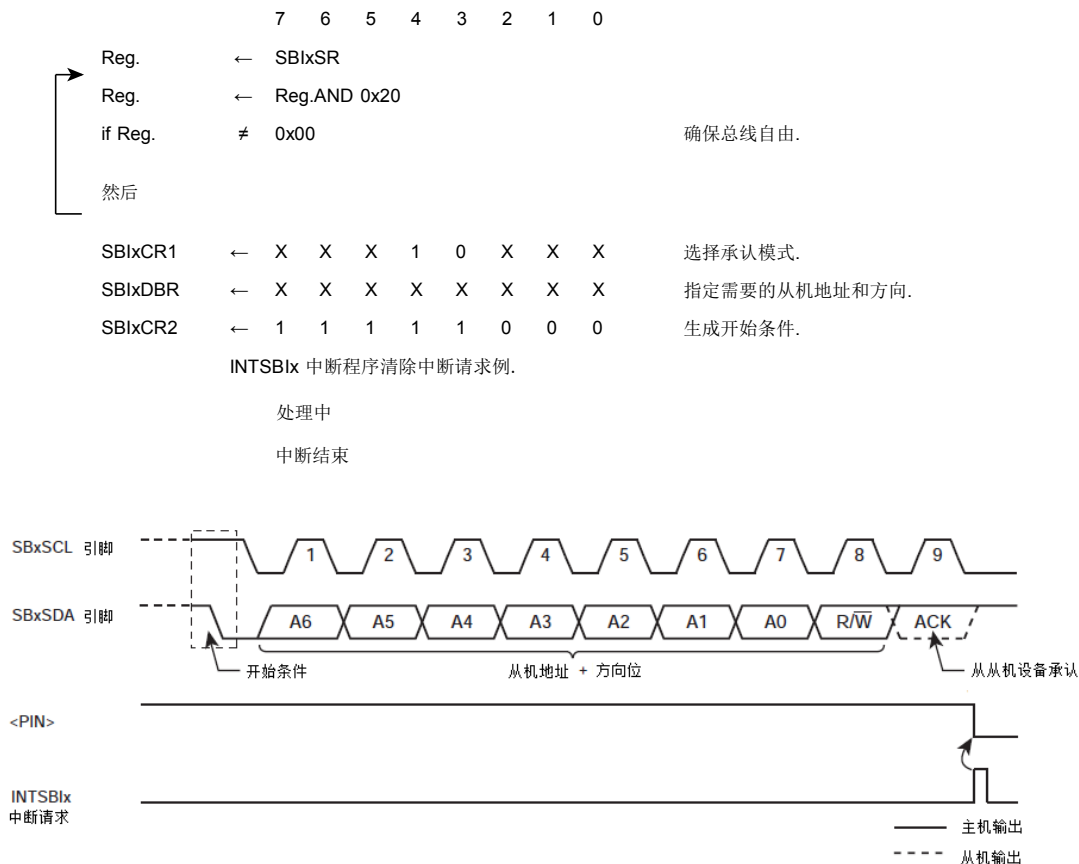 7 6 5 4 3 2 1 0
Reg. ← SBIxSR
Reg. ← Reg.AND 0x20
if Reg. ≠ 0x00 确保总线自由.
然后
SBIxCR1 ← X X X 1 0 X X X 选择承认模式.
SBIxDBR ← X X X X X X X X 指定需要的从机地址和方向.
SBIxCR2 ← 1 1 1 1 1 0 0 0 生成开始条件.
INTSBIx 中断程序清除中断请求例.
处理中
中断结束
SBxSCL 引脚 1 2 3 4 5 6 7 8 9
SBxSDA 引脚 A6 A5 A4 A3 A2 A1 A0 R/W̅ ACK
开始条件 从机地址 + 方向位 从从机设备承认
<PIN>
INTSBIx
中断请求
主机输出
从机输出